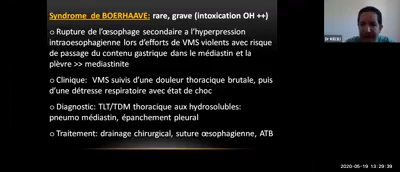 Syndrome de BOERHAAVE: rare, grave (intoxication OH ++)
o Rupture de l'œsophage secondaire a l'hyperpression
intraoesophagienne lors d'efforts de VMS violents avec risque
de passage du contenu gastrique dans le médiastin et la
plèvre >> mediastinite
o Clinique: VMS suivis d'une douleur thoracique brutale, puis
d'une détresse respiratoire avec état de choc
o Diagnostic: TLT/TDM thoracique aux hydrosolubles:
pneumo médiastin, épanchement pleural
o Traitement: drainage chirurgical, suture œsophagienne, ATB
2020-05-19 13:29:39